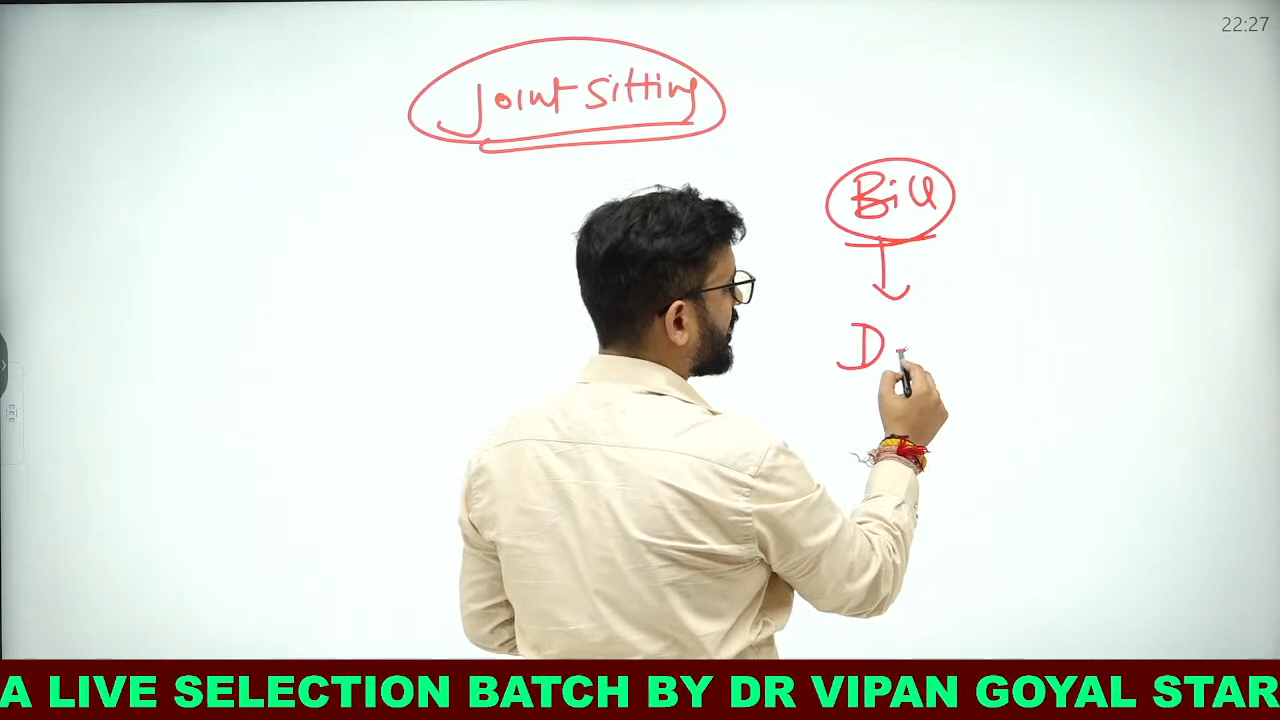 22:27
Joint Sitting
Bill
D
A LIVE SELECTION BATCH BY DR VIPAN GOYAL STAR